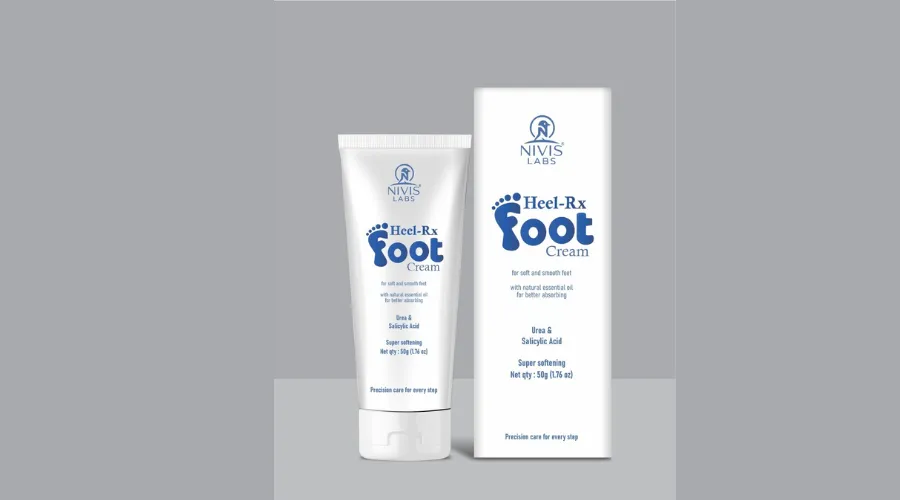 NIVIS
LABS
Heel-Rx
Foot
Cream
for soft and smooth foot
with natural essential oil
for better absorbing
Urea &
Salicylic Acid
Super softening
Net qty : 50g (1.76 oz)
Precision care for every step
NIVIS®
LABS
Heel-Rx
Foot
Cream
for soft and smooth foot
with natural essential oil
for better absorbing
Urea &
Salicylic Acid
Super softening
Net qty : 50g (1.76 oz)
Precision care for every step